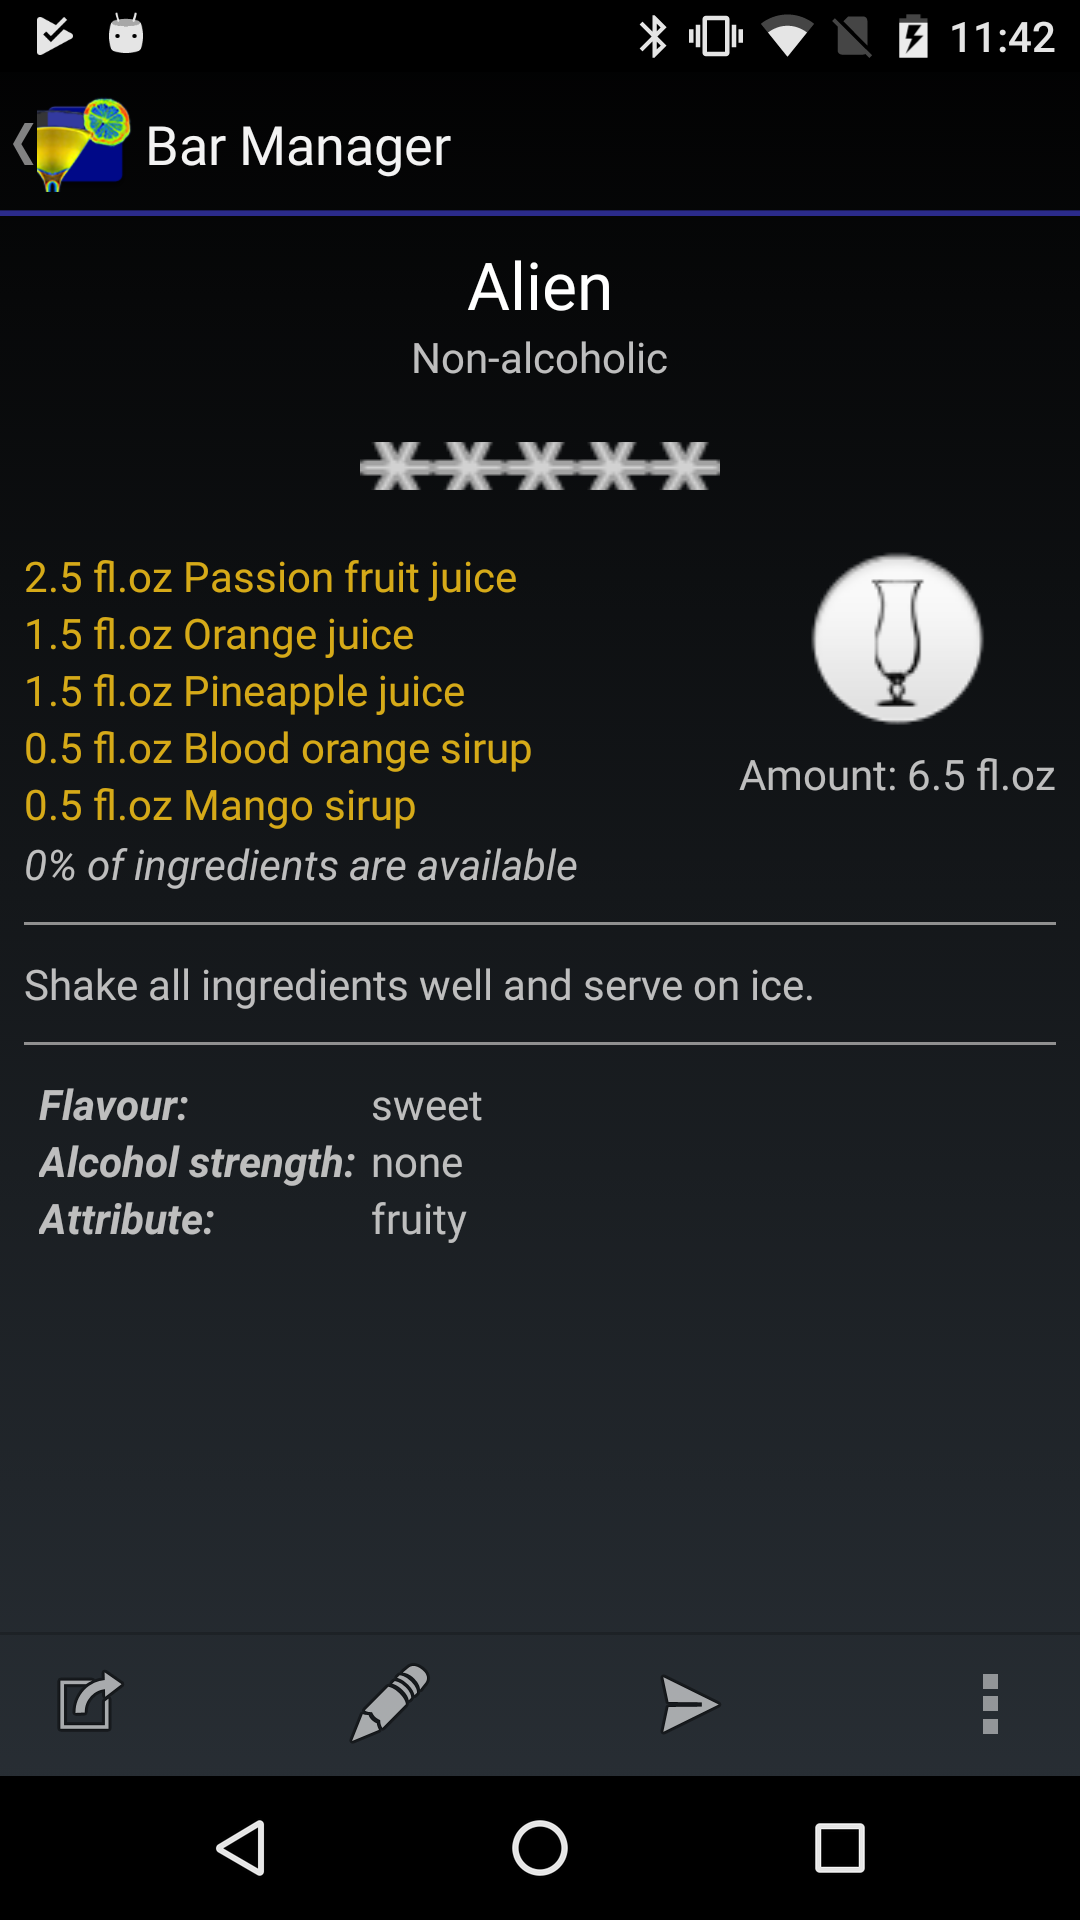 11:42
Bar Manager
Alien
Non-alcoholic
2.5 fl.oz Passion fruit juice
1.5 fl.oz Orange juice
1.5 fl.oz Pineapple juice
0.5 fl.oz Blood orange sirup
0.5 fl.oz Mango sirup
Amount: 6.5 fl.oz
0% of ingredients are available
Shake all ingredients well and serve on ice.
Flavour: sweet
Alcohol strength: none
Attribute: fruity